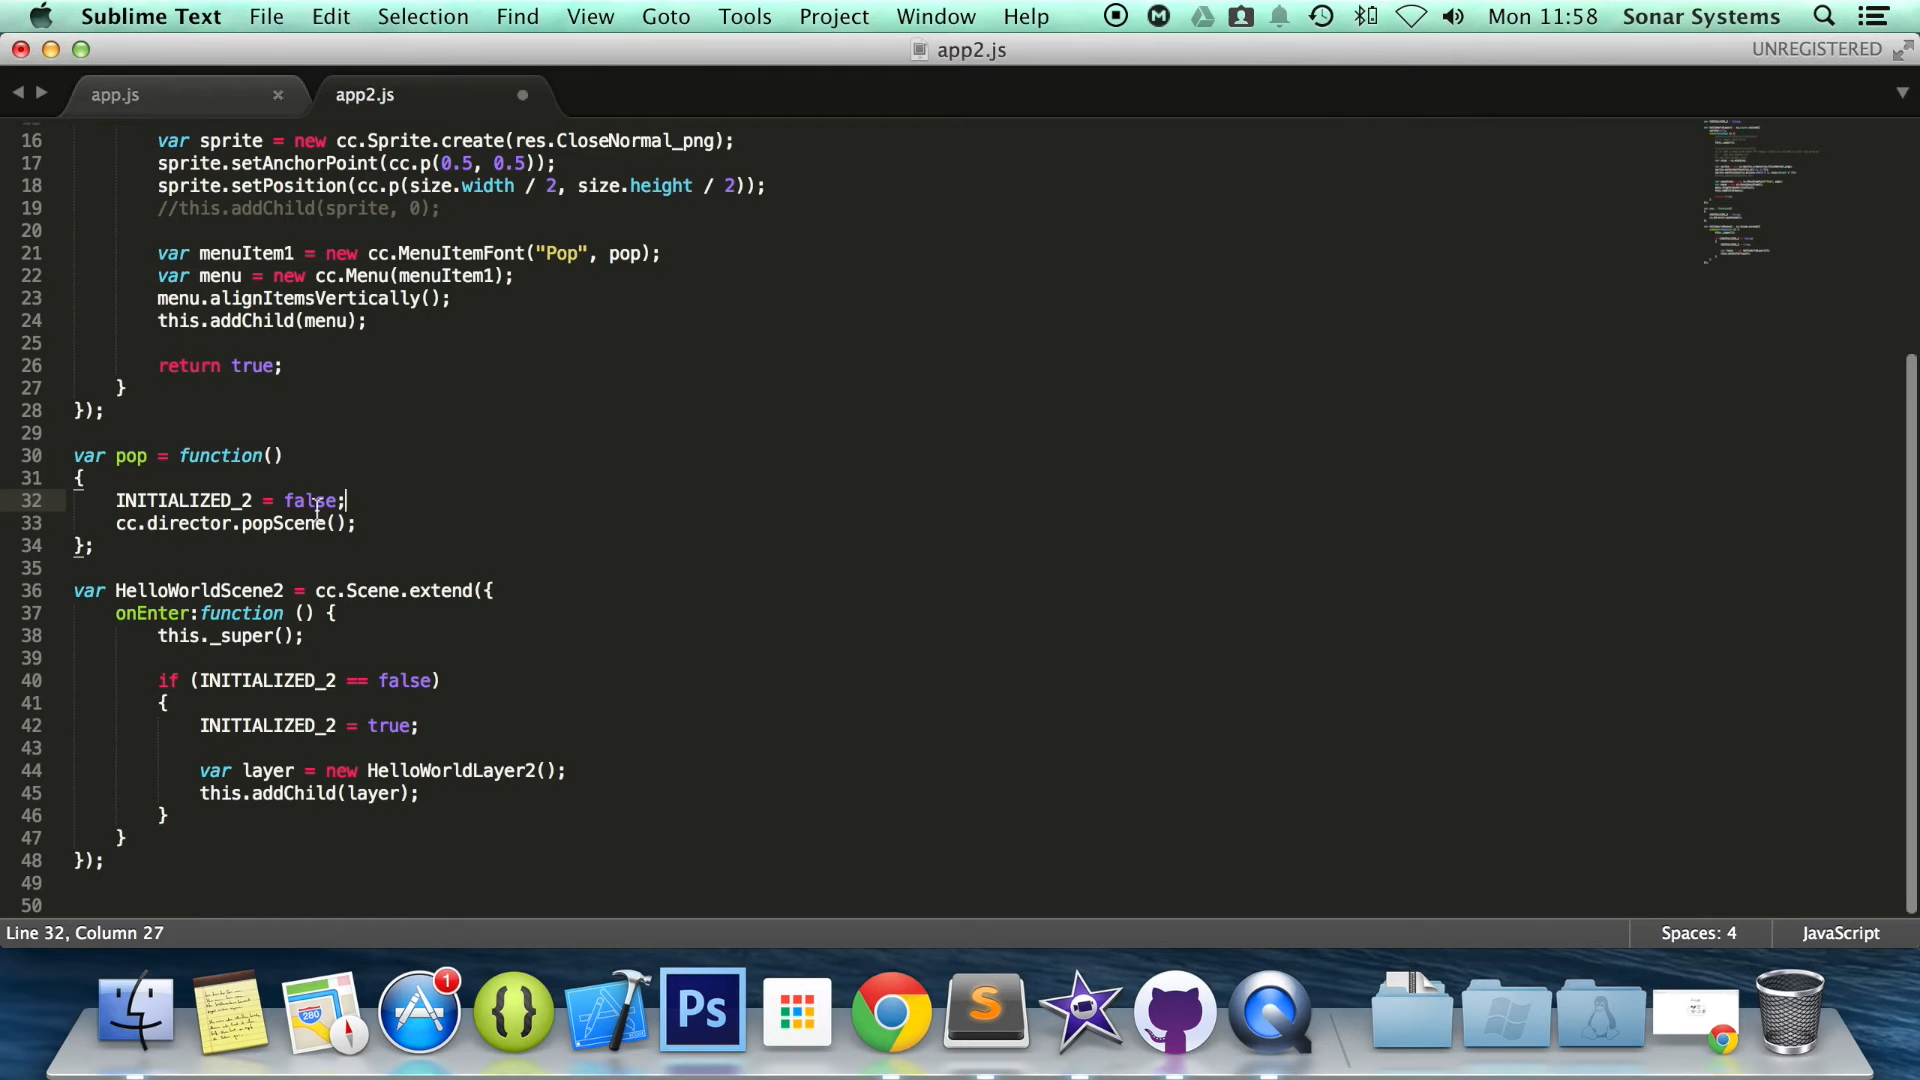 Sublime Text File Edit Selection Find View Goto Tools Project Window Help Mon 11:58 Sonar Systems
app2.js UNREGISTERED
app.js app2.js
16 var sprite = new cc.Sprite.create(res.CloseNormal_png);
17 sprite.setAnchorPoint(cc.p(0.5, 0.5));
18 sprite.setPosition(cc.p(size.width / 2, size.height / 2));
19 //this.addChild(sprite, 0);
20
21 var menuItem1 = new cc.MenuItemFont("Pop", pop);
22 var menu = new cc.Menu(menuItem1);
23 menu.alignItemsVertically();
24 this.addChild(menu);
25
26 return true;
27 }
28 });
29
30 var pop = function()
31 {
32 INITIALIZED_2 = false;
33 cc.director.popScene();
34 };
35
36 var HelloWorldScene2 = cc.Scene.extend({
37 onEnter:function () {
38 this._super();
39
40 if (INITIALIZED_2 == false)
41 {
42 INITIALIZED_2 = true;
43
44 var layer = new HelloWorldLayer2();
45 this.addChild(layer);
46 }
47 }
48 });
49
50
Line 32, Column 27 Spaces: 4 JavaScript
280 1 {} Ps S